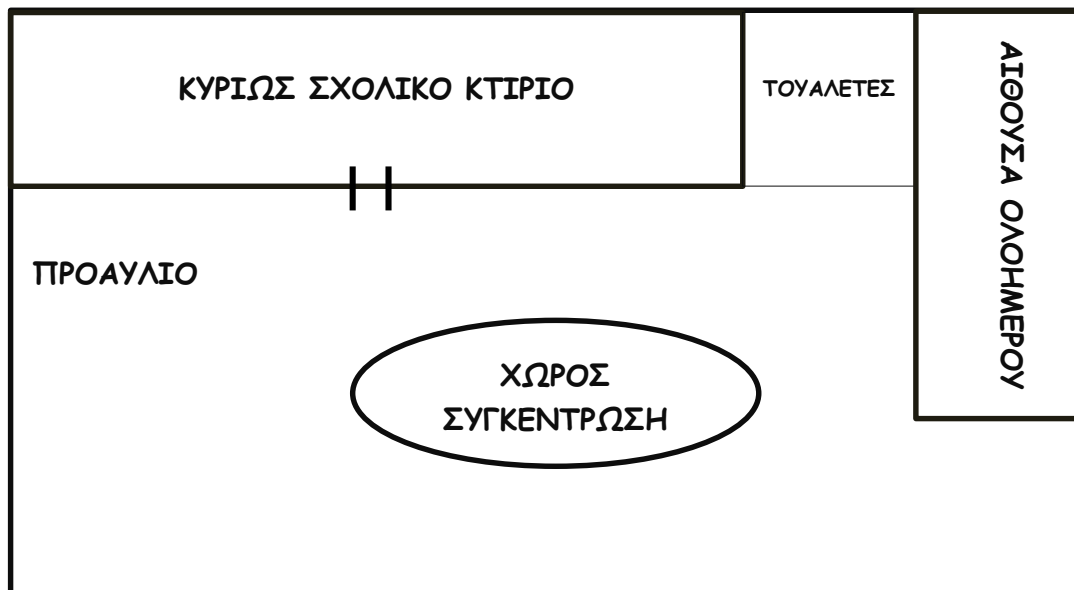 ΚΥΡΙΩΣ ΣΧΟΛΙΚΟ ΚΤΙΡΙΟ
ΤΟΥΑΛΕΤΕΣ
ΑΙΘΟΥΣΑ ΟΛΟΗΜΕΡΟΥ
ΠΡΟΑΥΛΙΟ
ΧΩΡΟΣ
ΣΥΓΚΕΝΤΡΩΣΗ